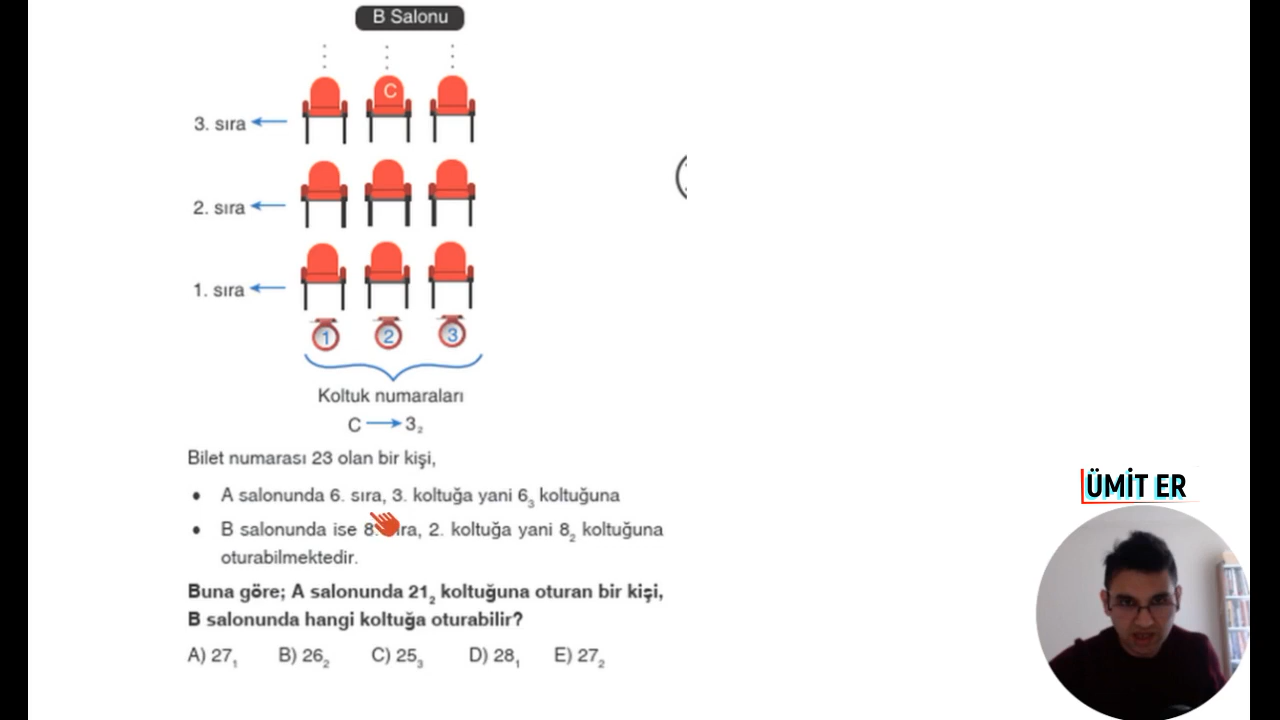 B Salonu
C
3. sıra
2. sıra
1. sıra
1 2 3
Koltuk numaraları
C → 3₂
Bilet numarası 23 olan bir kişi,
• A salonunda 6. sıra, 3. koltuğa yani 6₃ koltuğuna
• B salonunda ise 8. 2. koltuğa yani 8₂ koltuğuna
oturabilmektedir.
Buna göre; A salonunda 21₂ koltuğuna oturan bir kişi,
B salonunda hangi koltuğa oturabilir?
A) 27₁ B) 26₂ C) 25₃ D) 28₁ E) 27₂
ÜMİT ER